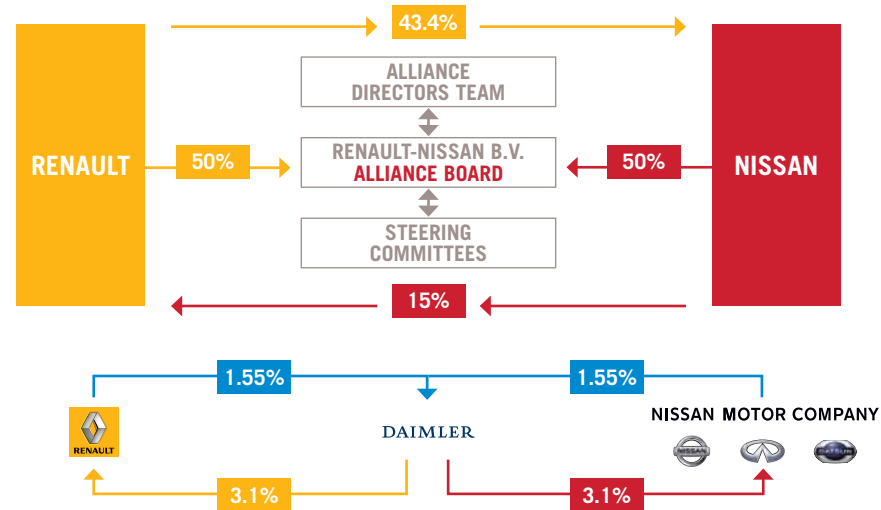 43.4%
ALLIANCE
DIRECTORS TEAM
RENAULT
50%
RENAULT-NISSAN B.V.
ALLIANCE BOARD
50%
NISSAN
STEERING
COMMITTEES
15%
1.55%
1.55%
RENAULT
DAIMLER
NISSAN MOTOR COMPANY
NISSAN
DATSUN
3.1%
3.1%